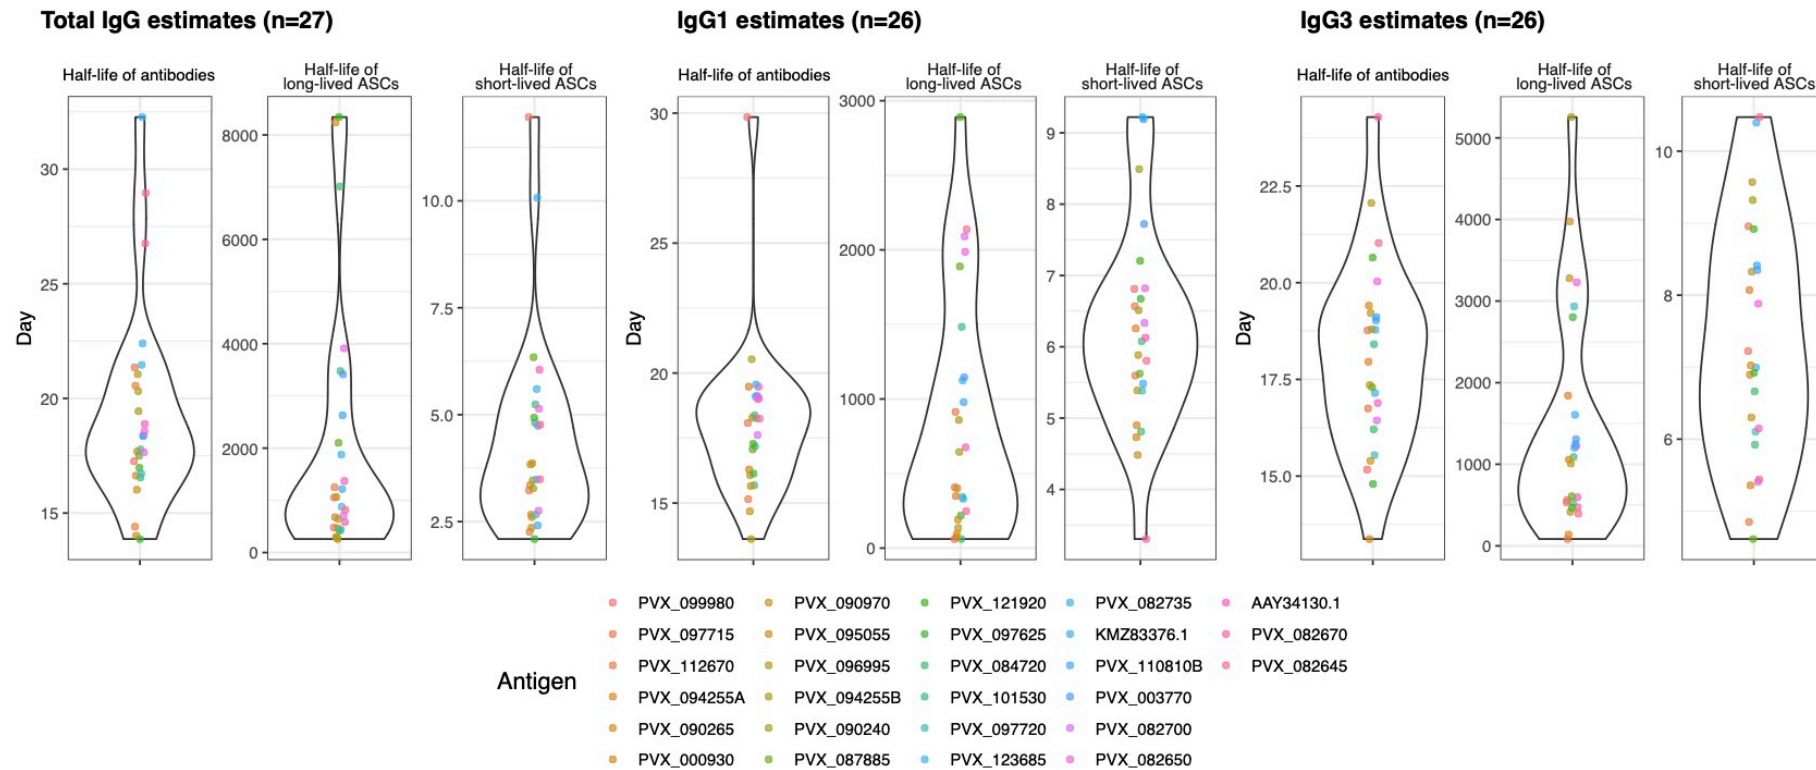 Total IgG estimates (n=27)
IgG1 estimates (n=26)
IgG3 estimates (n=26)
Half-life of antibodies
Half-life of
long-lived ASCs
Half-life of
short-lived ASCs
Half-life of antibodies
Half-life of
long-lived ASCs
Half-life of
short-lived ASCs
Half-life of antibodies
Half-life of
long-lived ASCs
Half-life of
short-lived ASCs
Day
30
25
20
15
8000
6000
4000
2000
0
10.0
7.5
5.0
2.5
Day
30
25
20
15
3000
2000
1000
0
9
8
7
6
5
4
Day
22.5
20.0
17.5
15.0
5000
4000
3000
2000
1000
0
10
8
6
Antigen
PVX_099980
PVX_097715
PVX_112670
PVX_094255A
PVX_090265
PVX_000930
PVX_090970
PVX_095055
PVX_096995
PVX_094255B
PVX_090240
PVX_087885
PVX_121920
PVX_097625
PVX_084720
PVX_101530
PVX_097720
PVX_123685
PVX_082735
KMZ83376.1
PVX_110810B
PVX_003770
PVX_082700
PVX_082650
AAY34130.1
PVX_082670
PVX_082645